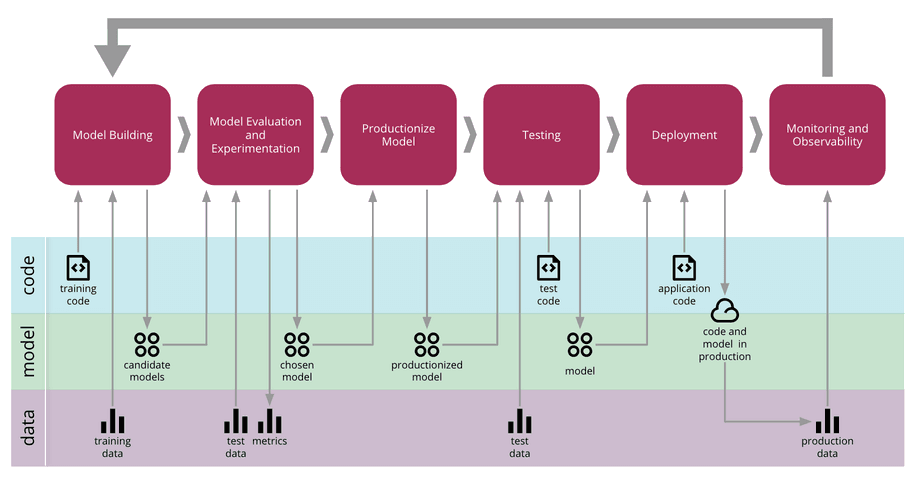 Model Building
Model Evaluation
and
Experimentation
Productionize
Model
Testing
Deployment
Monitoring and
Observability
code
training
code
test
code
application
code
model
candidate
models
chosen
model
productionized
model
model
code and
model in
production
data
training
data
test
data
metrics
test
data
production
data